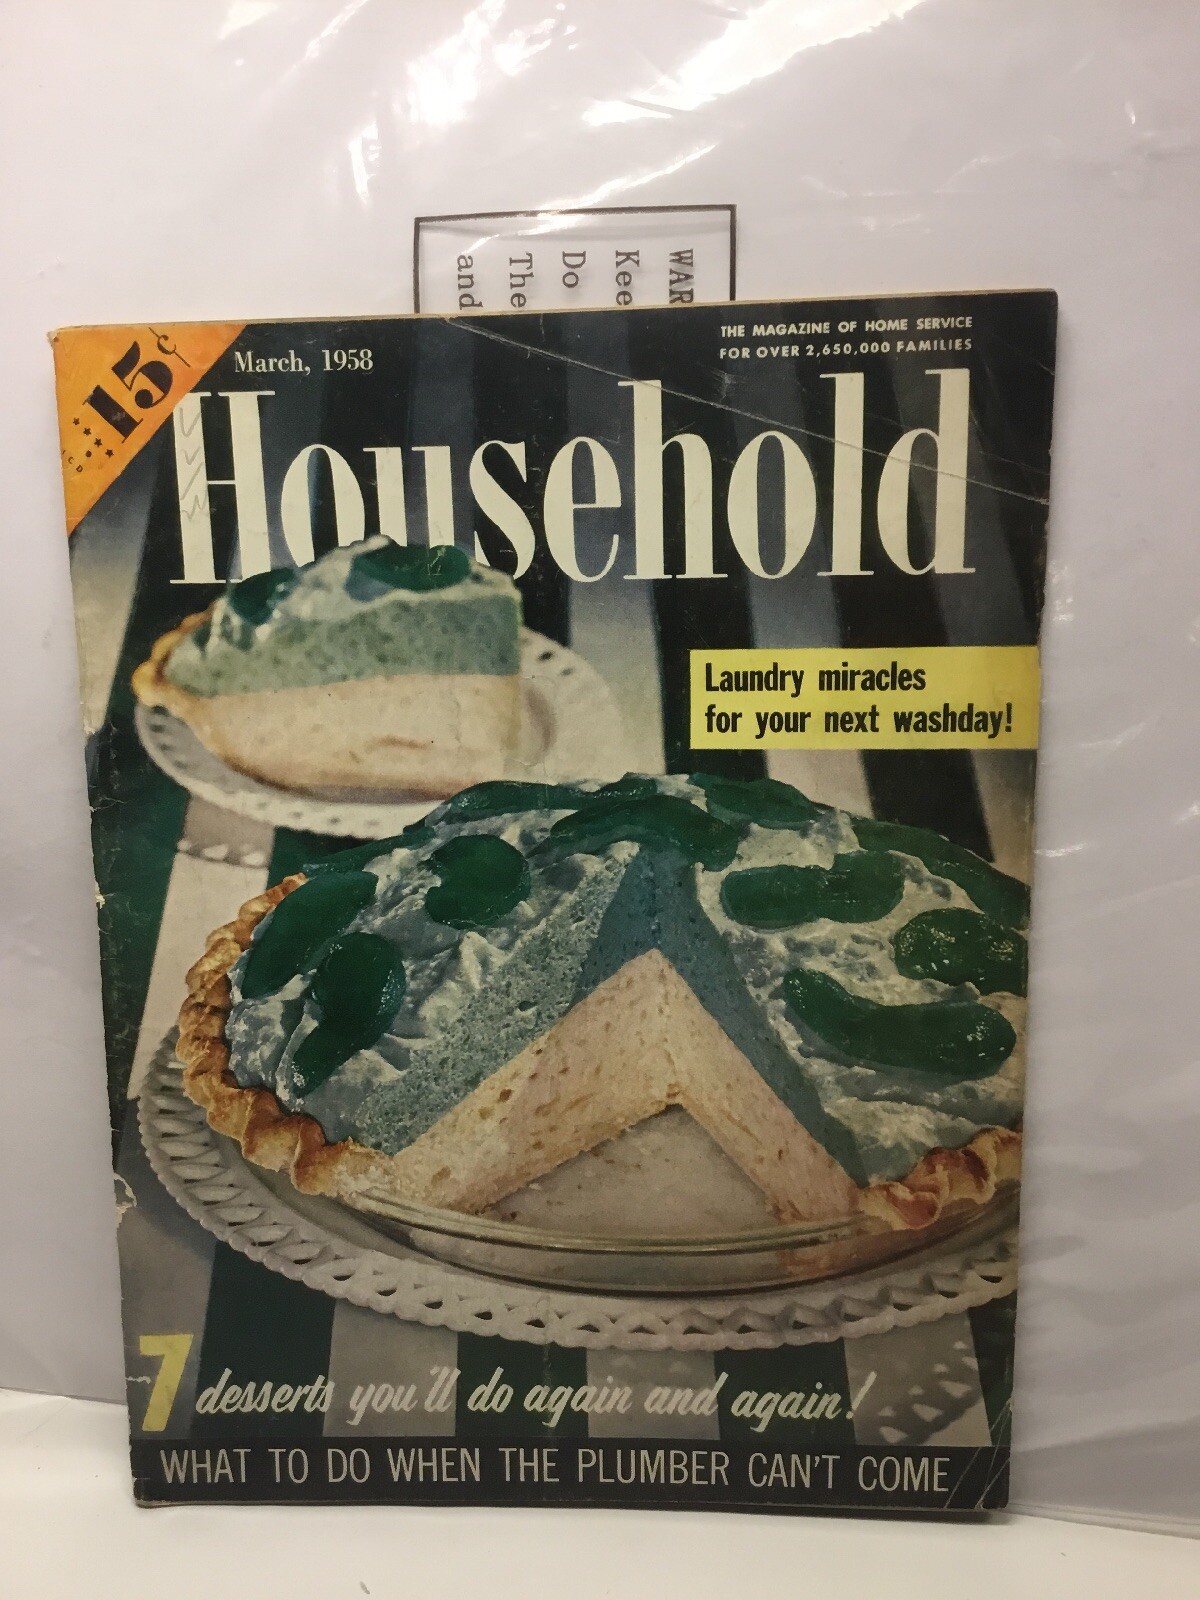 WAR
Kee
Do
The
and
15¢
March, 1958
THE MAGAZINE OF HOME SERVICE
FOR OVER 2,650,000 FAMILIES
Household
Laundry miracles
for your next washday!
7 desserts you'll do again and again!
WHAT TO DO WHEN THE PLUMBER CAN'T COME